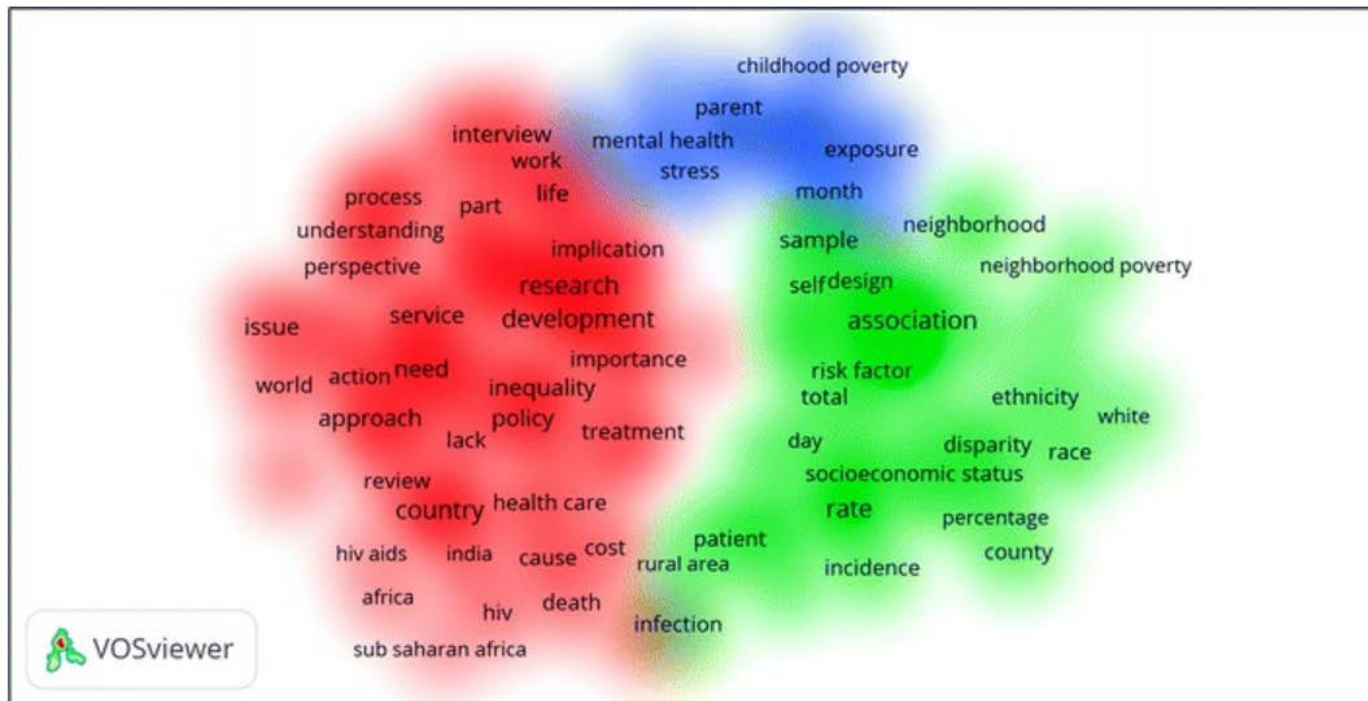 childhood poverty
parent
interview
mental health
exposure
work
stress
process
part
life
month
understanding
sample
neighborhood
perspective
implication
neighborhood poverty
research
self
design
issue
service
development
association
importance
world
action
need
inequality
risk factor
total
ethnicity
approach
policy
white
lack
treatment
day
disparity
race
review
socioeconomic status
country
health care
rate
percentage
hiv aids
india
cause
cost
patient
county
rural area
incidence
africa
hiv
death
infection
sub saharan africa
VOSviewer